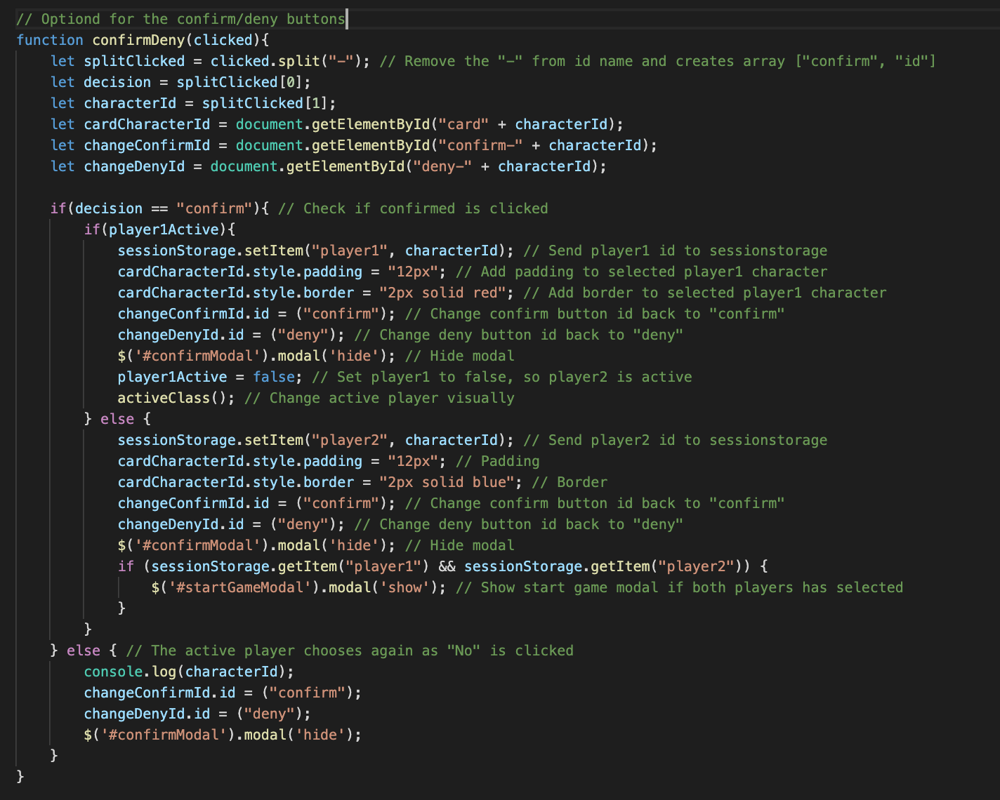 // Optiond for the confirm/deny buttons
function confirmDeny(clicked){
    let splitClicked = clicked.split("-"); // Remove the "-" from id name and creates array ["confirm", "id"]
    let decision = splitClicked[0];
    let characterId = splitClicked[1];
    let cardCharacterId = document.getElementById("card" + characterId);
    let changeConfirmId = document.getElementById("confirm-" + characterId);
    let changeDenyId = document.getElementById("deny-" + characterId);

    if(decision == "confirm"){ // Check if confirmed is clicked
        if(player1Active){
            sessionStorage.setItem("player1", characterId); // Send player1 id to sessionstorage
            cardCharacterId.style.padding = "12px"; // Add padding to selected player1 character
            cardCharacterId.style.border = "2px solid red"; // Add border to selected player1 character
            changeConfirmId.id = ("confirm"); // Change confirm button id back to "confirm"
            changeDenyId.id = ("deny"); // Change deny button id back to "deny"
            $('#confirmModal').modal('hide'); // Hide modal
            player1Active = false; // Set player1 to false, so player2 is active
            activeClass(); // Change active player visually
        } else {
            sessionStorage.setItem("player2", characterId); // Send player2 id to sessionstorage
            cardCharacterId.style.padding = "12px"; // Padding
            cardCharacterId.style.border = "2px solid blue"; // Border
            changeConfirmId.id = ("confirm"); // Change confirm button id back to "confirm"
            changeDenyId.id = ("deny"); // Change deny button id back to "deny"
            $('#confirmModal').modal('hide'); // Hide modal
            if (sessionStorage.getItem("player1") && sessionStorage.getItem("player2")) {
                $('#startGameModal').modal('show'); // Show start game modal if both players has selected
            }
        }
    } else { // The active player chooses again as "No" is clicked
        console.log(characterId);
        changeConfirmId.id = ("confirm");
        changeDenyId.id = ("deny");
        $('#confirmModal').modal('hide');
    }
}